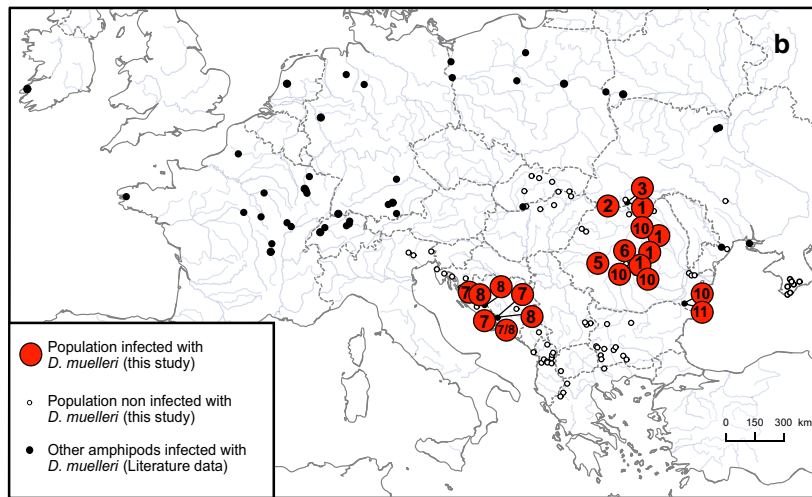 b
3
2
1
10
1
6
1
5
1
10
10
8
7
8
7
10
7
8
11
7/8
Population infected with
D. muelleri (this study)
Population non infected with
D. muelleri (this study)
Other amphipods infected with
D. muelleri (Literature data)
0 150 300 km